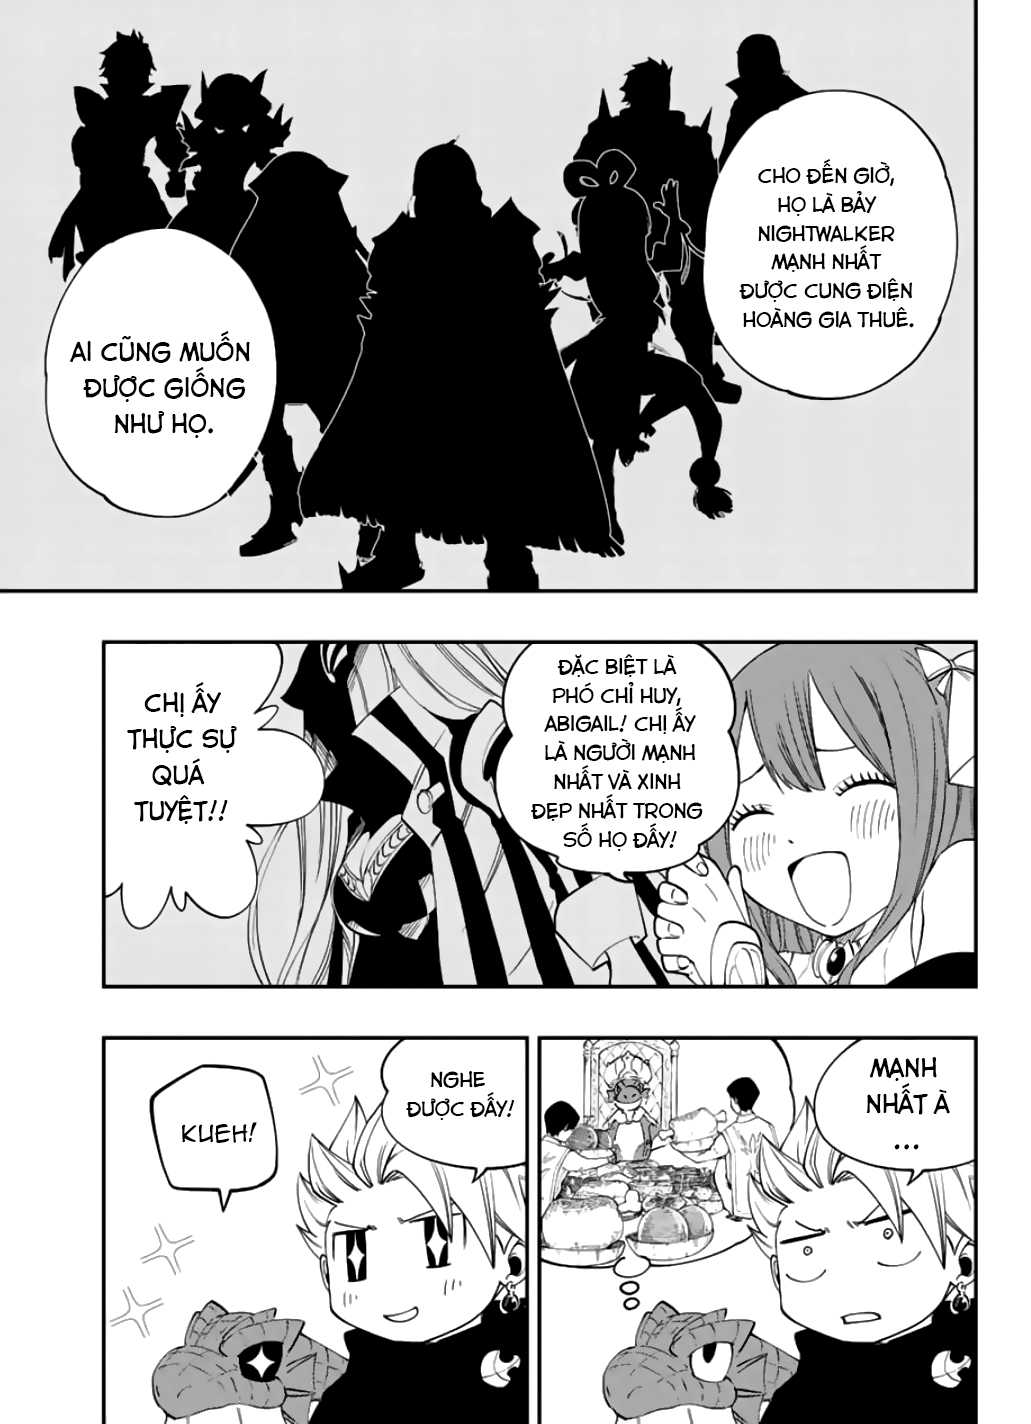 CHO ĐẾN GIỜ,
HỌ LÀ BẢY
NIGHTWALKER
MẠNH NHẤT
ĐƯỢC CUNG ĐIỆN
HOÀNG GIA THUÊ.
AI CŨNG MUỐN
ĐƯỢC GIỐNG
NHƯ HỌ.
ĐẶC BIỆT LÀ
PHÓ CHỈ HUY,
ABIGAIL! CHỊ ẤY
LÀ NGƯỜI MẠNH
NHẤT VÀ XINH
ĐẸP NHẤT TRONG
SỐ HỌ ĐẤY!
CHỊ ẤY
THỰC SỰ
QUÁ
TUYỆT!!
MẠNH
NHẤT À
...
NGHE
ĐƯỢC ĐẤY!
KUEH!